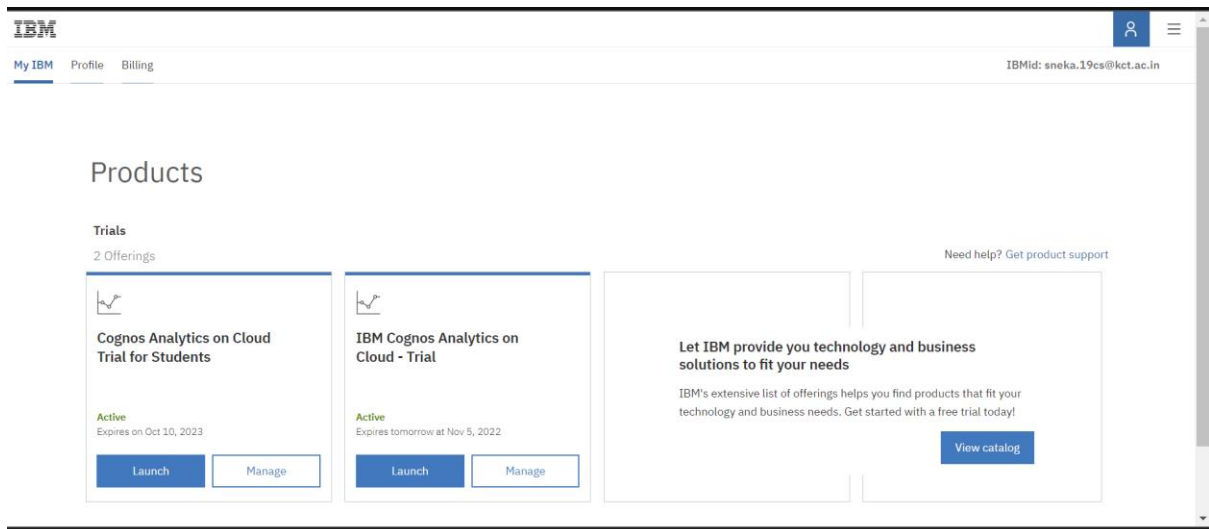 IBM
My IBM Profile Billing
IBMid: sneka.19cs@kct.ac.in
Products
Trials
2 Offerings
Need help? Get product support
Cognos Analytics on Cloud
Trial for Students
Active
Expires on Oct 10, 2023
Launch Manage
IBM Cognos Analytics on
Cloud - Trial
Active
Expires tomorrow at Nov 5, 2022
Launch Manage
Let IBM provide you technology and business
solutions to fit your needs
IBM's extensive list of offerings helps you find products that fit your
technology and business needs. Get started with a free trial today!
View catalog